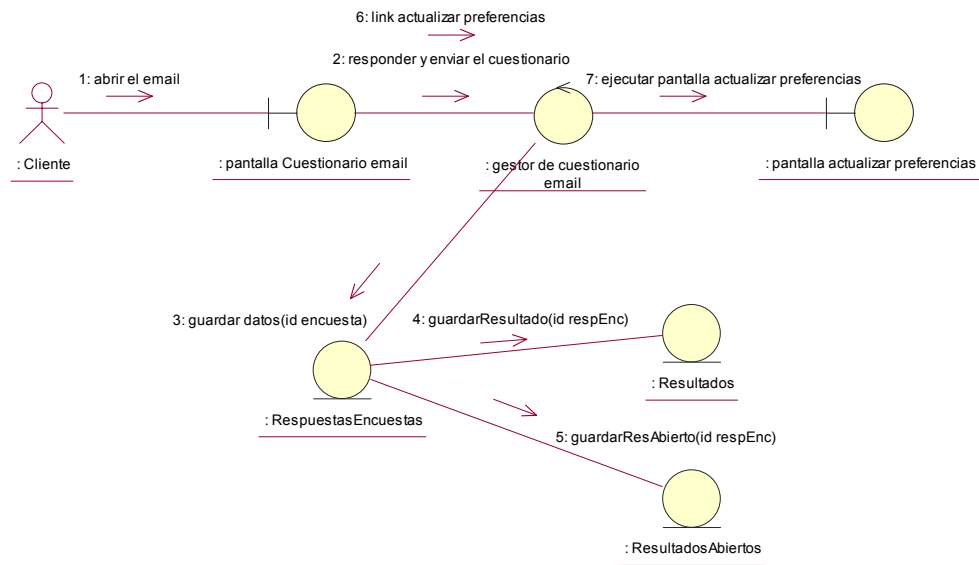 6: link actualizar preferencias
2: responder y enviar el cuestionario
1: abrir el email
7: ejecutar pantalla actualizar preferencias
: Cliente
: pantalla Cuestionario email
: gestor de cuestionario
email
: pantalla actualizar preferencias
3: guardar datos(id encuesta)
4: guardarResultado(id respEnc)
: Resultados
: RespuestasEncuestas
5: guardarResAbierto(id respEnc)
: ResultadosAbiertos